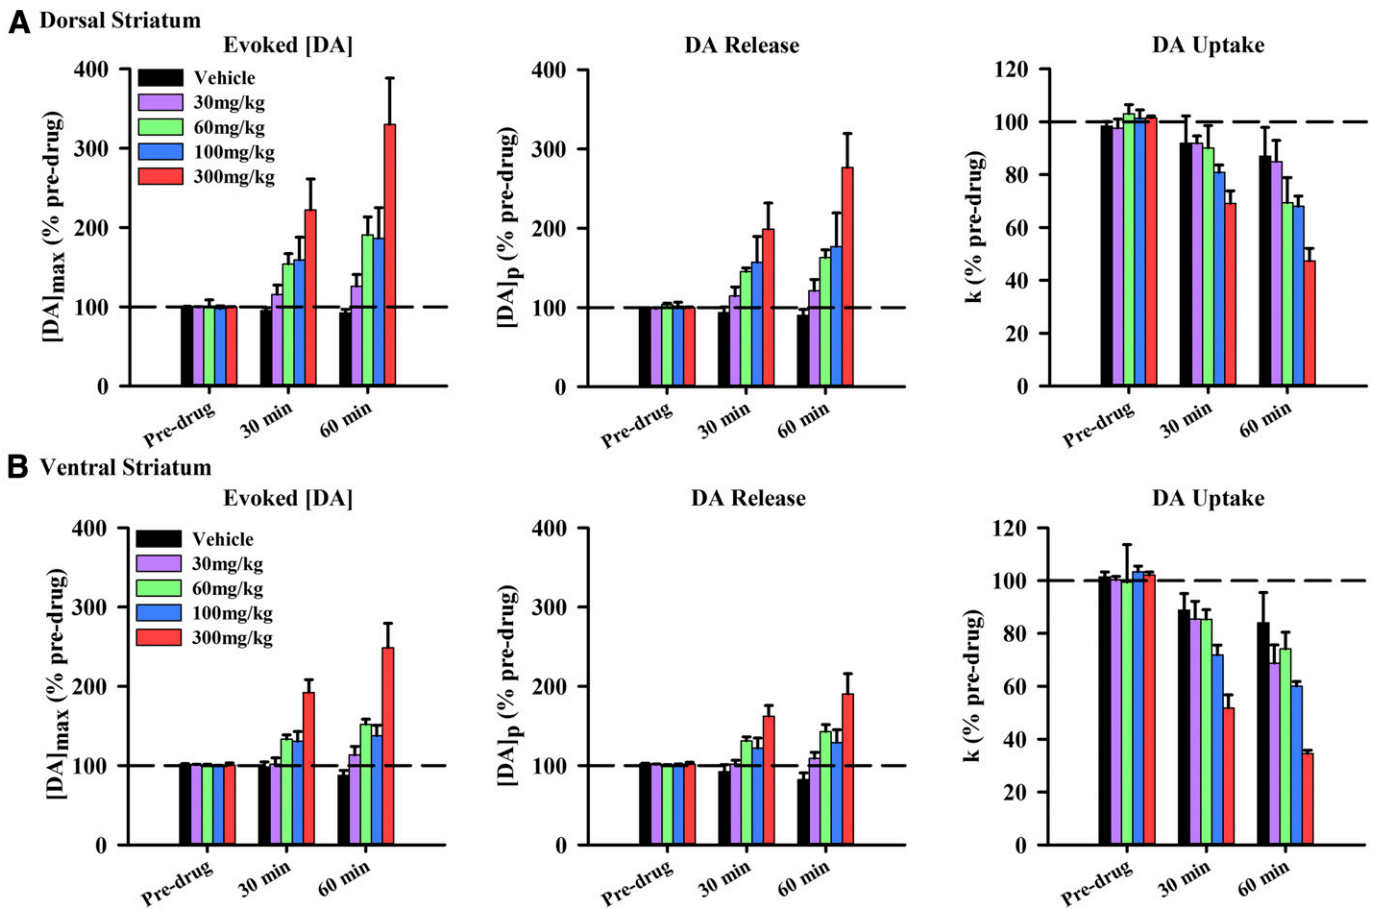 A Dorsal Striatum
Evoked [DA]
[DA]max (% pre-drug)
400
300
200
100
0
Vehicle
30mg/kg
60mg/kg
100mg/kg
300mg/kg
Pre-drug
30 min
60 min
DA Release
[DA]p (% pre-drug)
400
300
200
100
0
Pre-drug
30 min
60 min
DA Uptake
k (% pre-drug)
120
100
80
60
40
20
0
Pre-drug
30 min
60 min
B Ventral Striatum
Evoked [DA]
[DA]max (% pre-drug)
400
300
200
100
0
Vehicle
30mg/kg
60mg/kg
100mg/kg
300mg/kg
Pre-drug
30 min
60 min
DA Release
[DA]p (% pre-drug)
400
300
200
100
0
Pre-drug
30 min
60 min
DA Uptake
k (% pre-drug)
120
100
80
60
40
20
0
Pre-drug
30 min
60 min